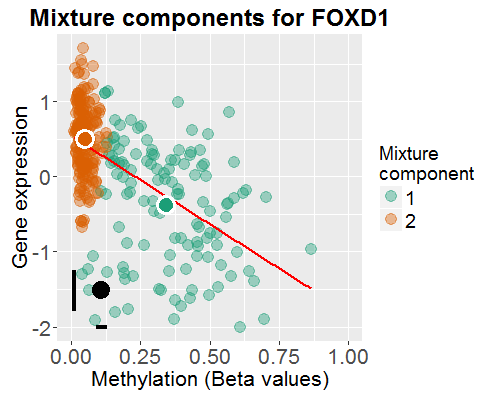 Mixture components for FOXD1
Gene expression
1
0
-1
-2
0.00 0.25 0.50 0.75 1.00
Methylation (Beta values)
Mixture
component
1
2